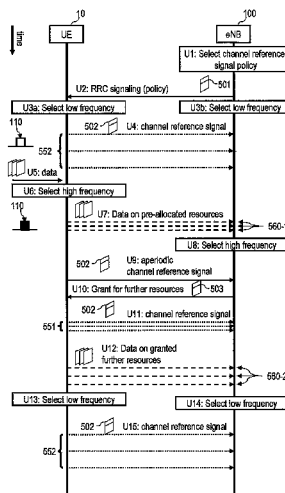 10
100
time
UE
eNB
U1: Select channel reference
signal policy
U2: RRC signaling (policy)
501
U3a: Select low frequency
U3b: Select low frequency
110
502
U4: channel reference signal
552
U5: data
U6: Select high frequency
110
U7: Data on pre-allocated resources
560-1
U8: Select high frequency
502
U9: aperiodic
channel reference signal
U10: Grant for further resources
503
502
U11: channel reference signal
551
U12: Data on granted
further resources
560-2
U13: Select low frequency
U14: Select low frequency
502
U15: channel reference signal
552